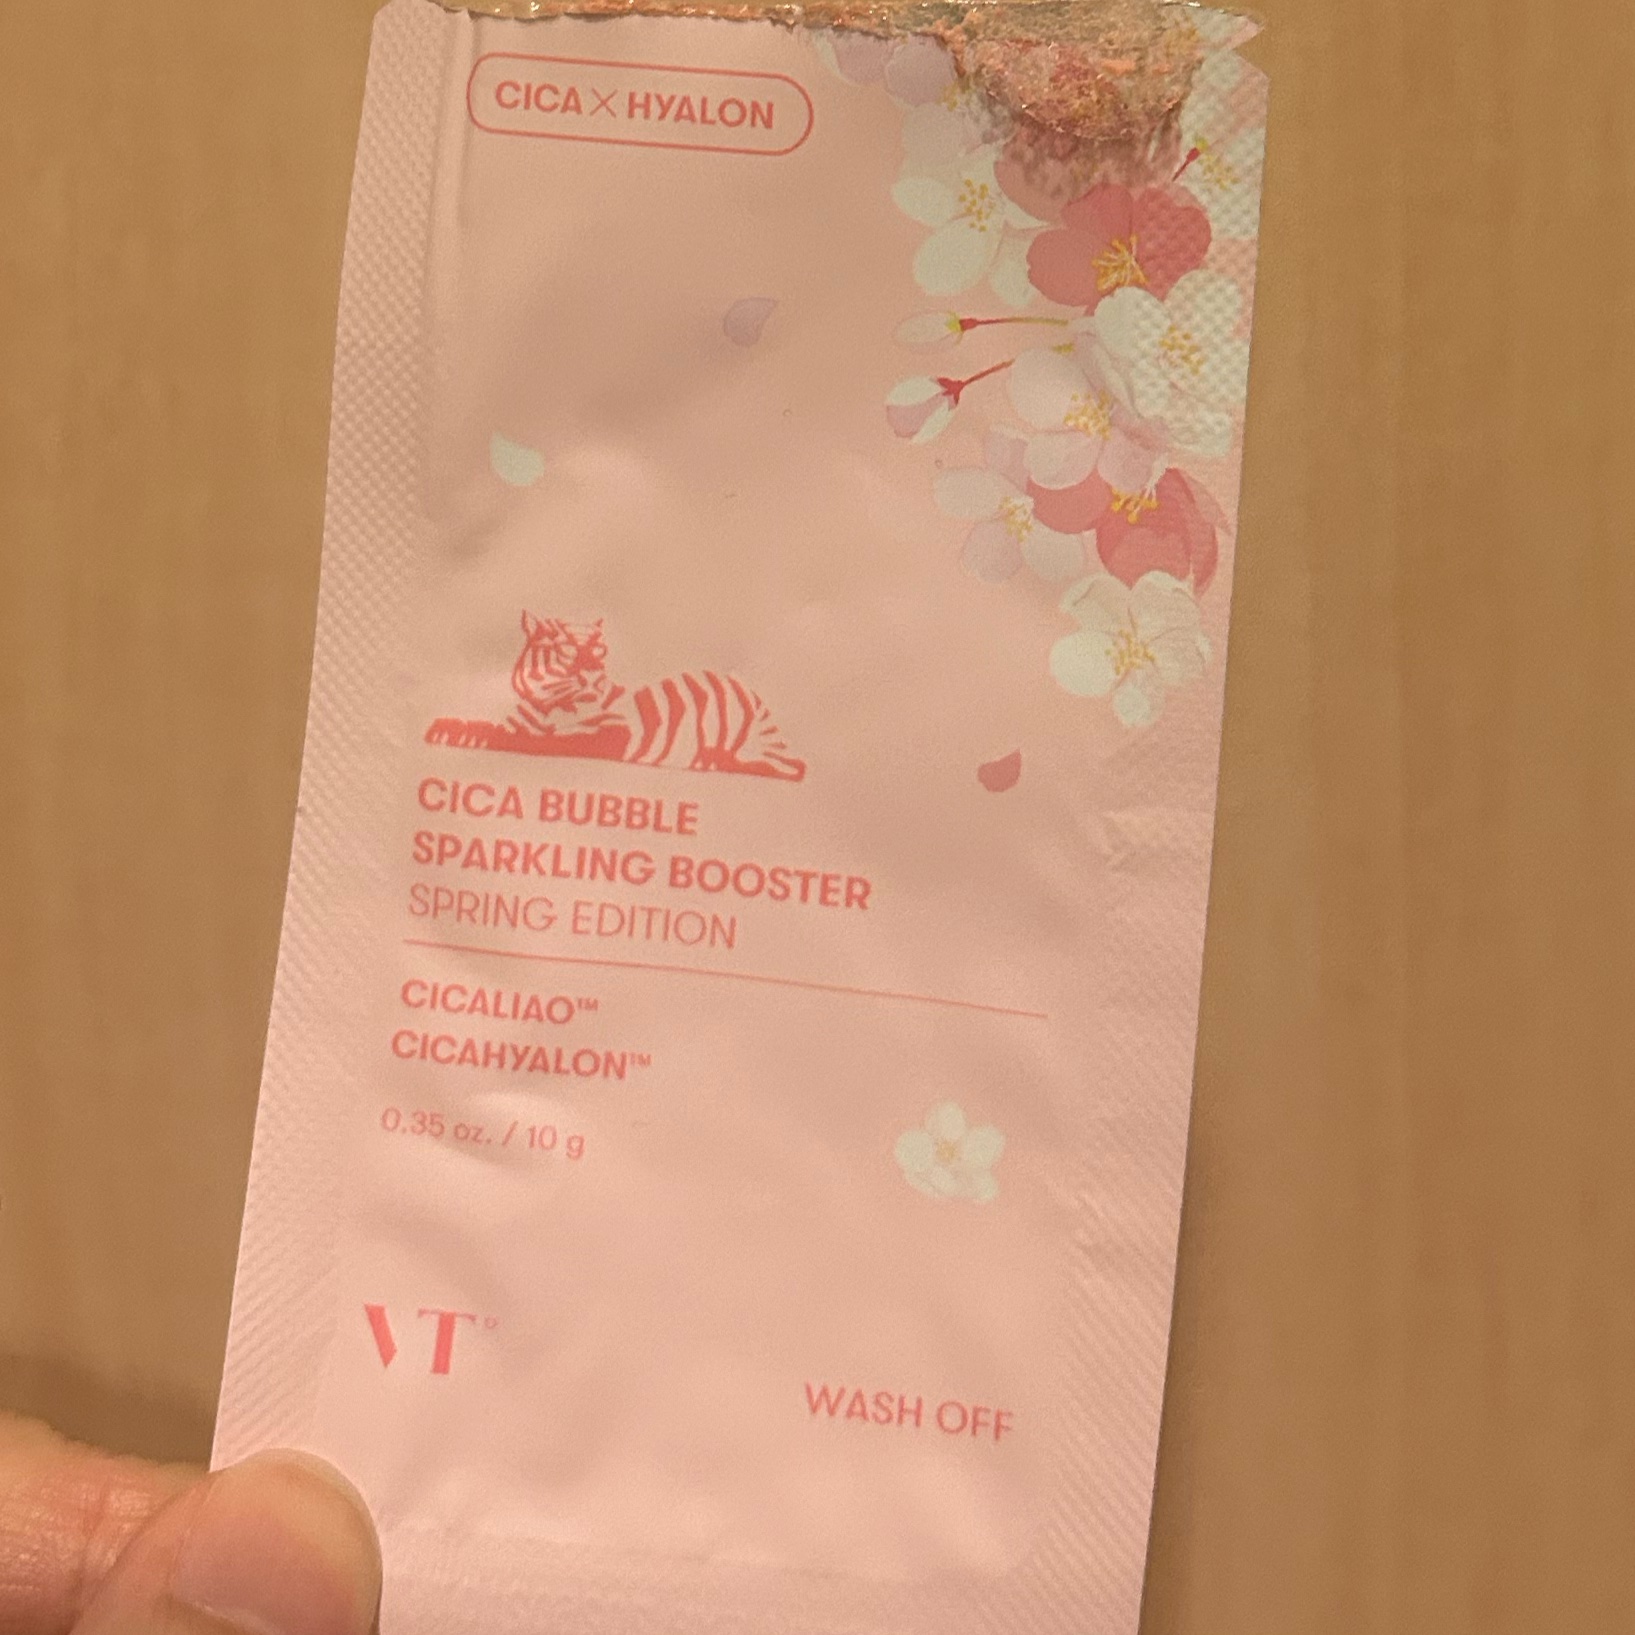 CICA×HYALON
CICA BUBBLE
SPARKLING BOOSTER
SPRING EDITION
CICALIAO™
CICAHYALON™
0.35 oz. / 10 g
VT®
WASH OFF